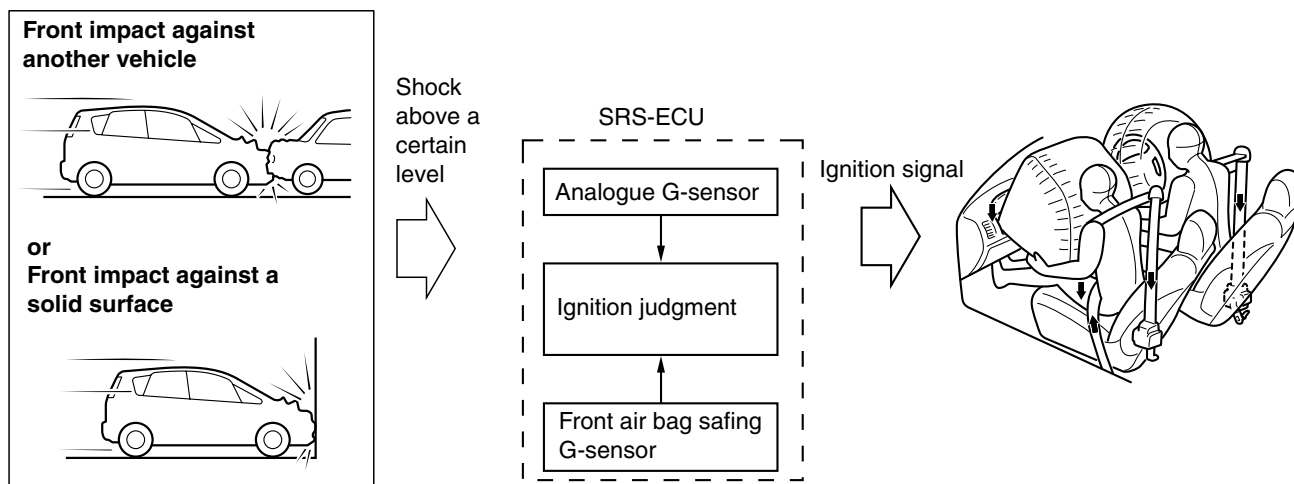 Front impact against
another vehicle
or
Front impact against a
solid surface
Shock
above a
certain
level
SRS-ECU
Analogue G-sensor
Ignition judgment
Front air bag safing
G-sensor
Ignition signal